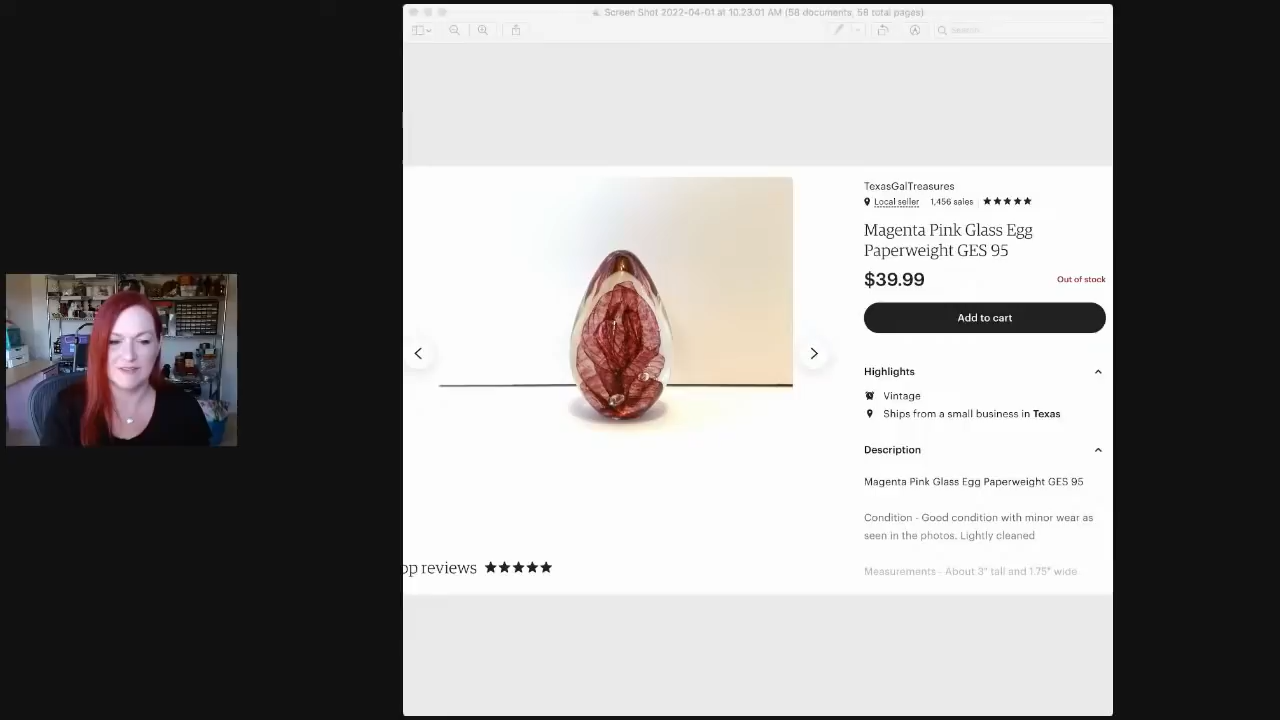 Screen Shot 2022-04-01 at 10.23.01 AM (58 documents, 58 total pages)
Search
TexasGalTreasures
Local seller 1,456 sales
Magenta Pink Glass Egg
Paperweight GES 95
$39.99 Out of stock
Add to cart
Highlights
Vintage
Ships from a small business in Texas
Description
Magenta Pink Glass Egg Paperweight GES 95
Condition - Good condition with minor wear as
seen in the photos. Lightly cleaned
Measurements - About 3" tall and 1.75" wide
op reviews